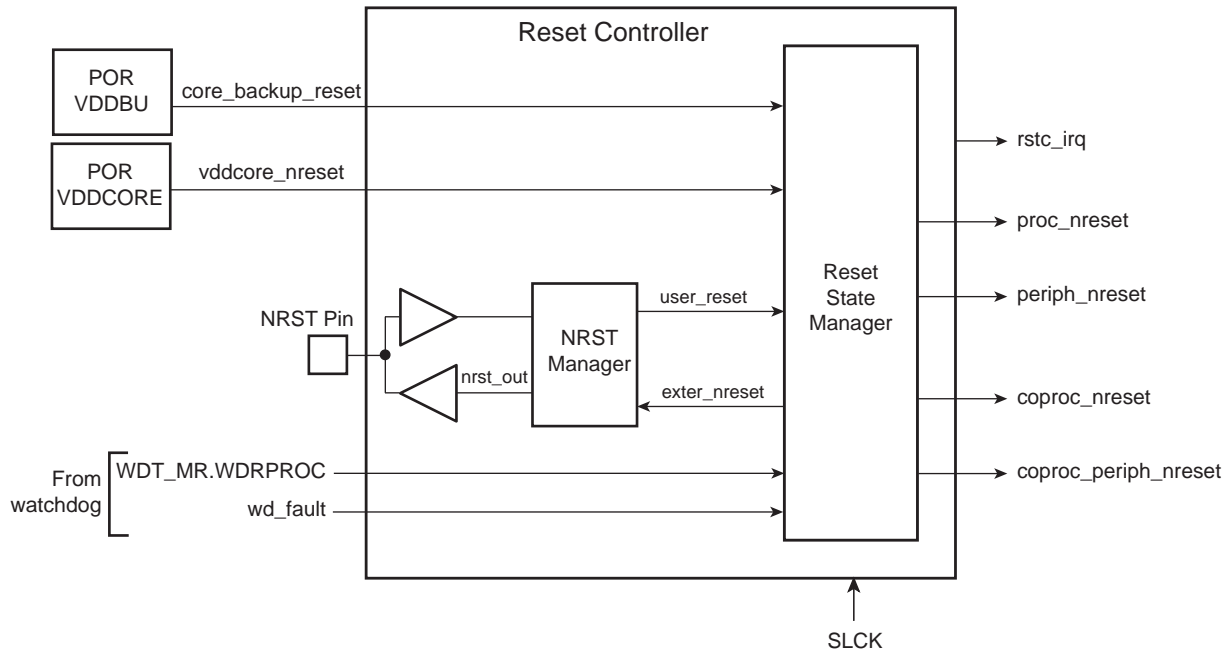 Reset Controller
POR
VDDBU
core_backup_reset
POR
VDDCORE
vddcore_nreset
rstc_irq
proc_nreset
periph_nreset
coproc_nreset
coproc_periph_nreset
Reset
State
Manager
NRST Pin
NRST
Manager
user_reset
nrst_out
exter_nreset
From
watchdog
WDT_MR.WDRPROC
wd_fault
SLCK